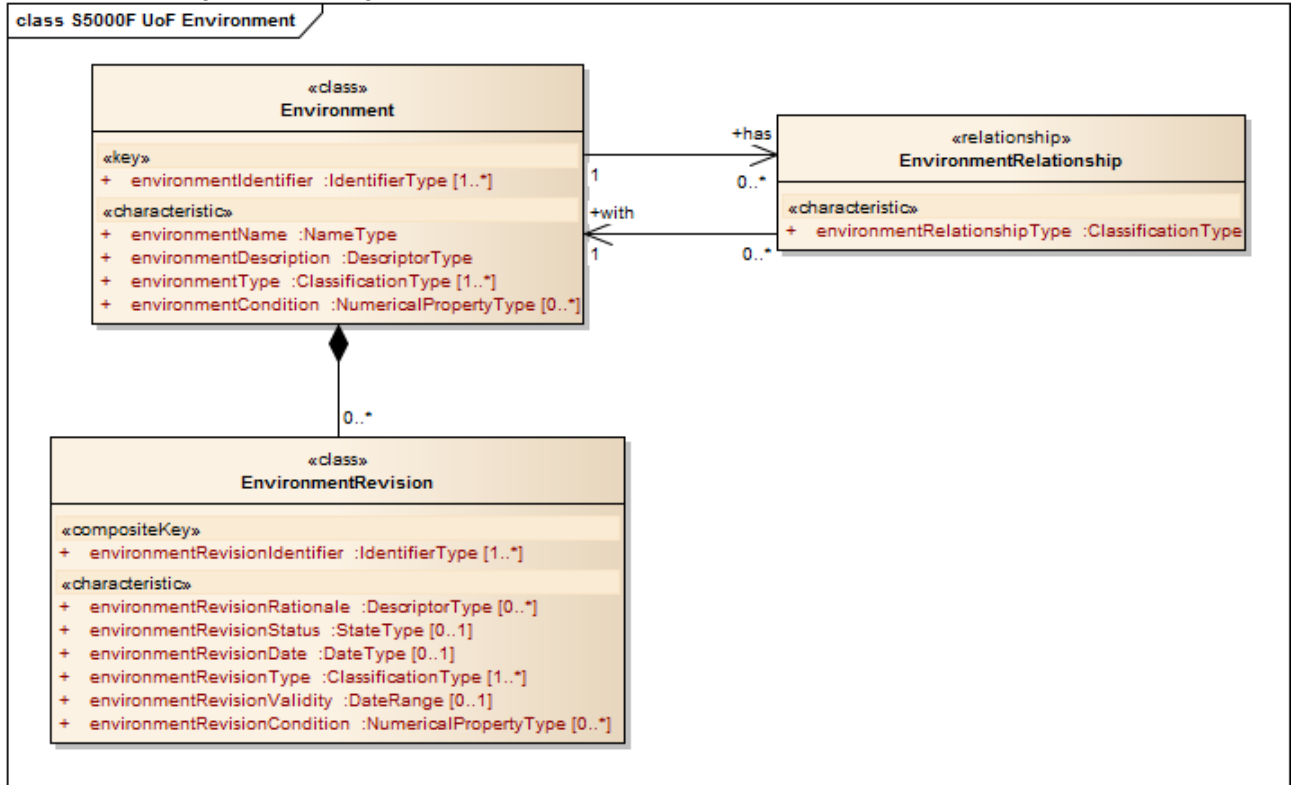 class S5000F UoF Environment
«class»
Environment
«key»
+ environmentIdentifier :IdentifierType [1..*]
«characteristic»
+ environmentName :NameType
+ environmentDescription :DescriptorType
+ environmentType :ClassificationType [1..*]
+ environmentCondition :NumericalPropertyType [0..*]
+has
1
0..*
+with
1
0..*
«relationship»
EnvironmentRelationship
«characteristic»
+ environmentRelationshipType :ClassificationType
0..*
«class»
EnvironmentRevision
«compositeKey»
+ environmentRevisionIdentifier :IdentifierType [1..*]
«characteristic»
+ environmentRevisionRationale :DescriptorType [0..*]
+ environmentRevisionStatus :StateType [0..1]
+ environmentRevisionDate :DateType [0..1]
+ environmentRevisionType :ClassificationType [1..*]
+ environmentRevisionValidity :DateRange [0..1]
+ environmentRevisionCondition :NumericalPropertyType [0..*]